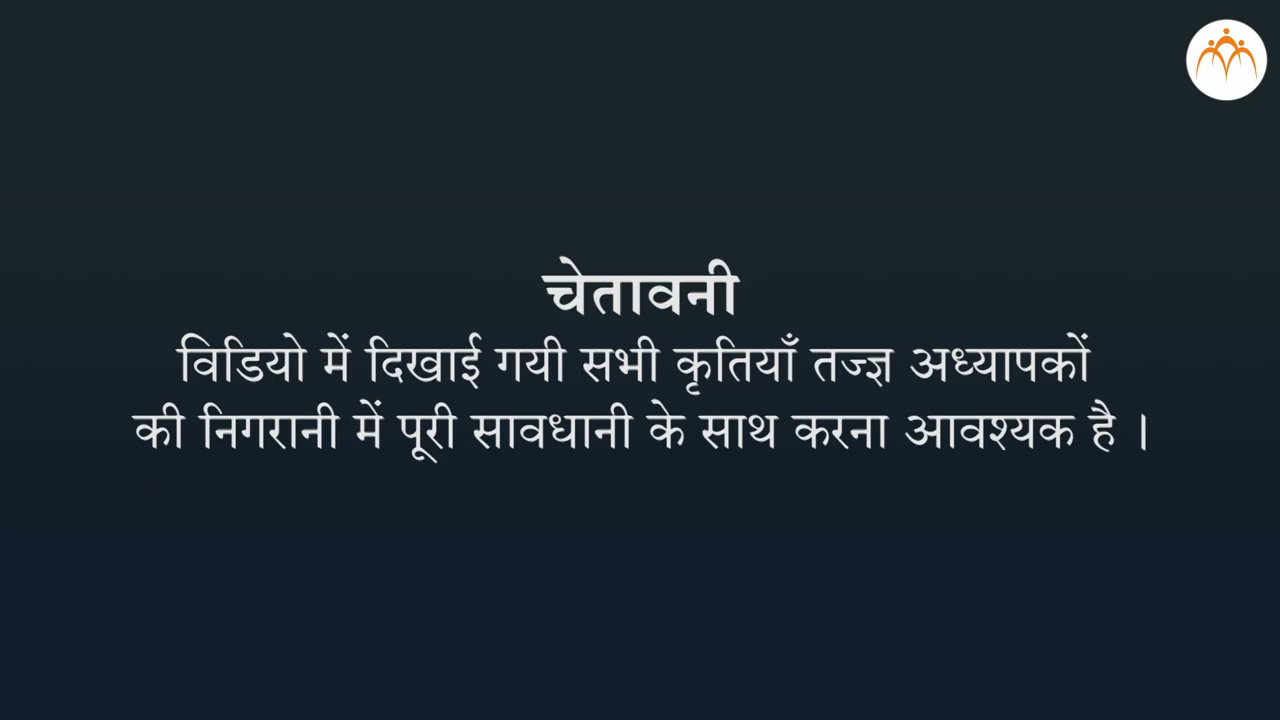 चेतावनी
विडियो में दिखाई गयी सभी कृतियाँ तज्ज्ञ अध्यापकों
की निगरानी में पूरी सावधानी के साथ करना आवश्यक है ।